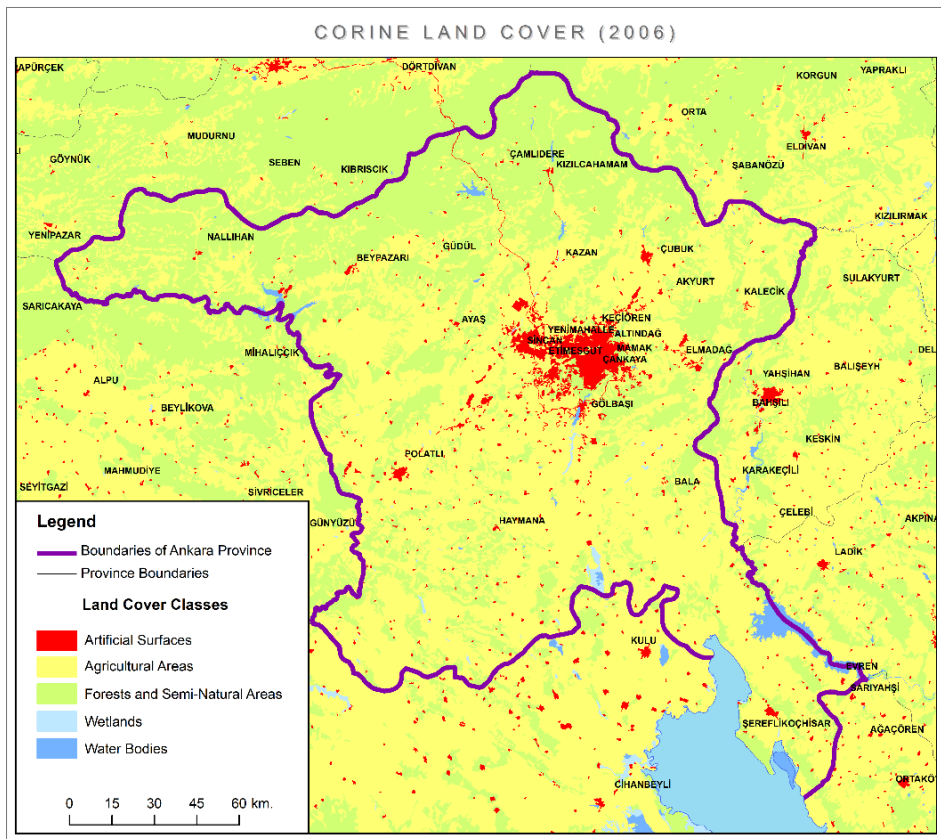 CORINE LAND COVER (2006)
APÜRÇEK
DÖRTDİVAN
YAPRAKLI
KORGUN
ORTA
MUDURNU
ELDİVAN
GÖYNÜK
SEBEN
KIBRISCIK
ÇAMLIDERE
KIZILCAHAMAM
ŞABANÖZÜ
KIZILIRMAK
YENİPAZAR
NALLIHAN
GÜDÜL
BEYPAZARI
KAZAN
ÇUBUK
AKYURT
SULAKYURT
KALECİK
SARICAKAYA
AYAŞ
KEÇİÖREN
YENİMAHALLE
ALTINDAĞ
SİNCAN
ETİMESGUT
MAMAK
ÇANKAYA
ELMADAĞ
DEL
MİHALIÇÇIK
BALIŞEYH
YAHŞİHAN
ALPU
BEYLİKOVA
GÖLBAŞI
BAHŞILI
KESKİN
POLATLI
MAHMUDİYE
KARAKEÇİLİ
SEYİTGAZİ
SİVRİCELER
BALA
ÇELEBİ
GÜNYÜZÜ
HAYMANA
AKPINA
LADİK
KULU
EVREN
SARIYAHŞİ
ŞEREFLİKOÇHİSAR
AĞAÇÖREN
CİHANBEYLİ
ORTAKÖ
Legend
Boundaries of Ankara Province
Province Boundaries
Land Cover Classes
Artificial Surfaces
Agricultural Areas
Forests and Semi-Natural Areas
Wetlands
Water Bodies
0 15 30 45 60 km.